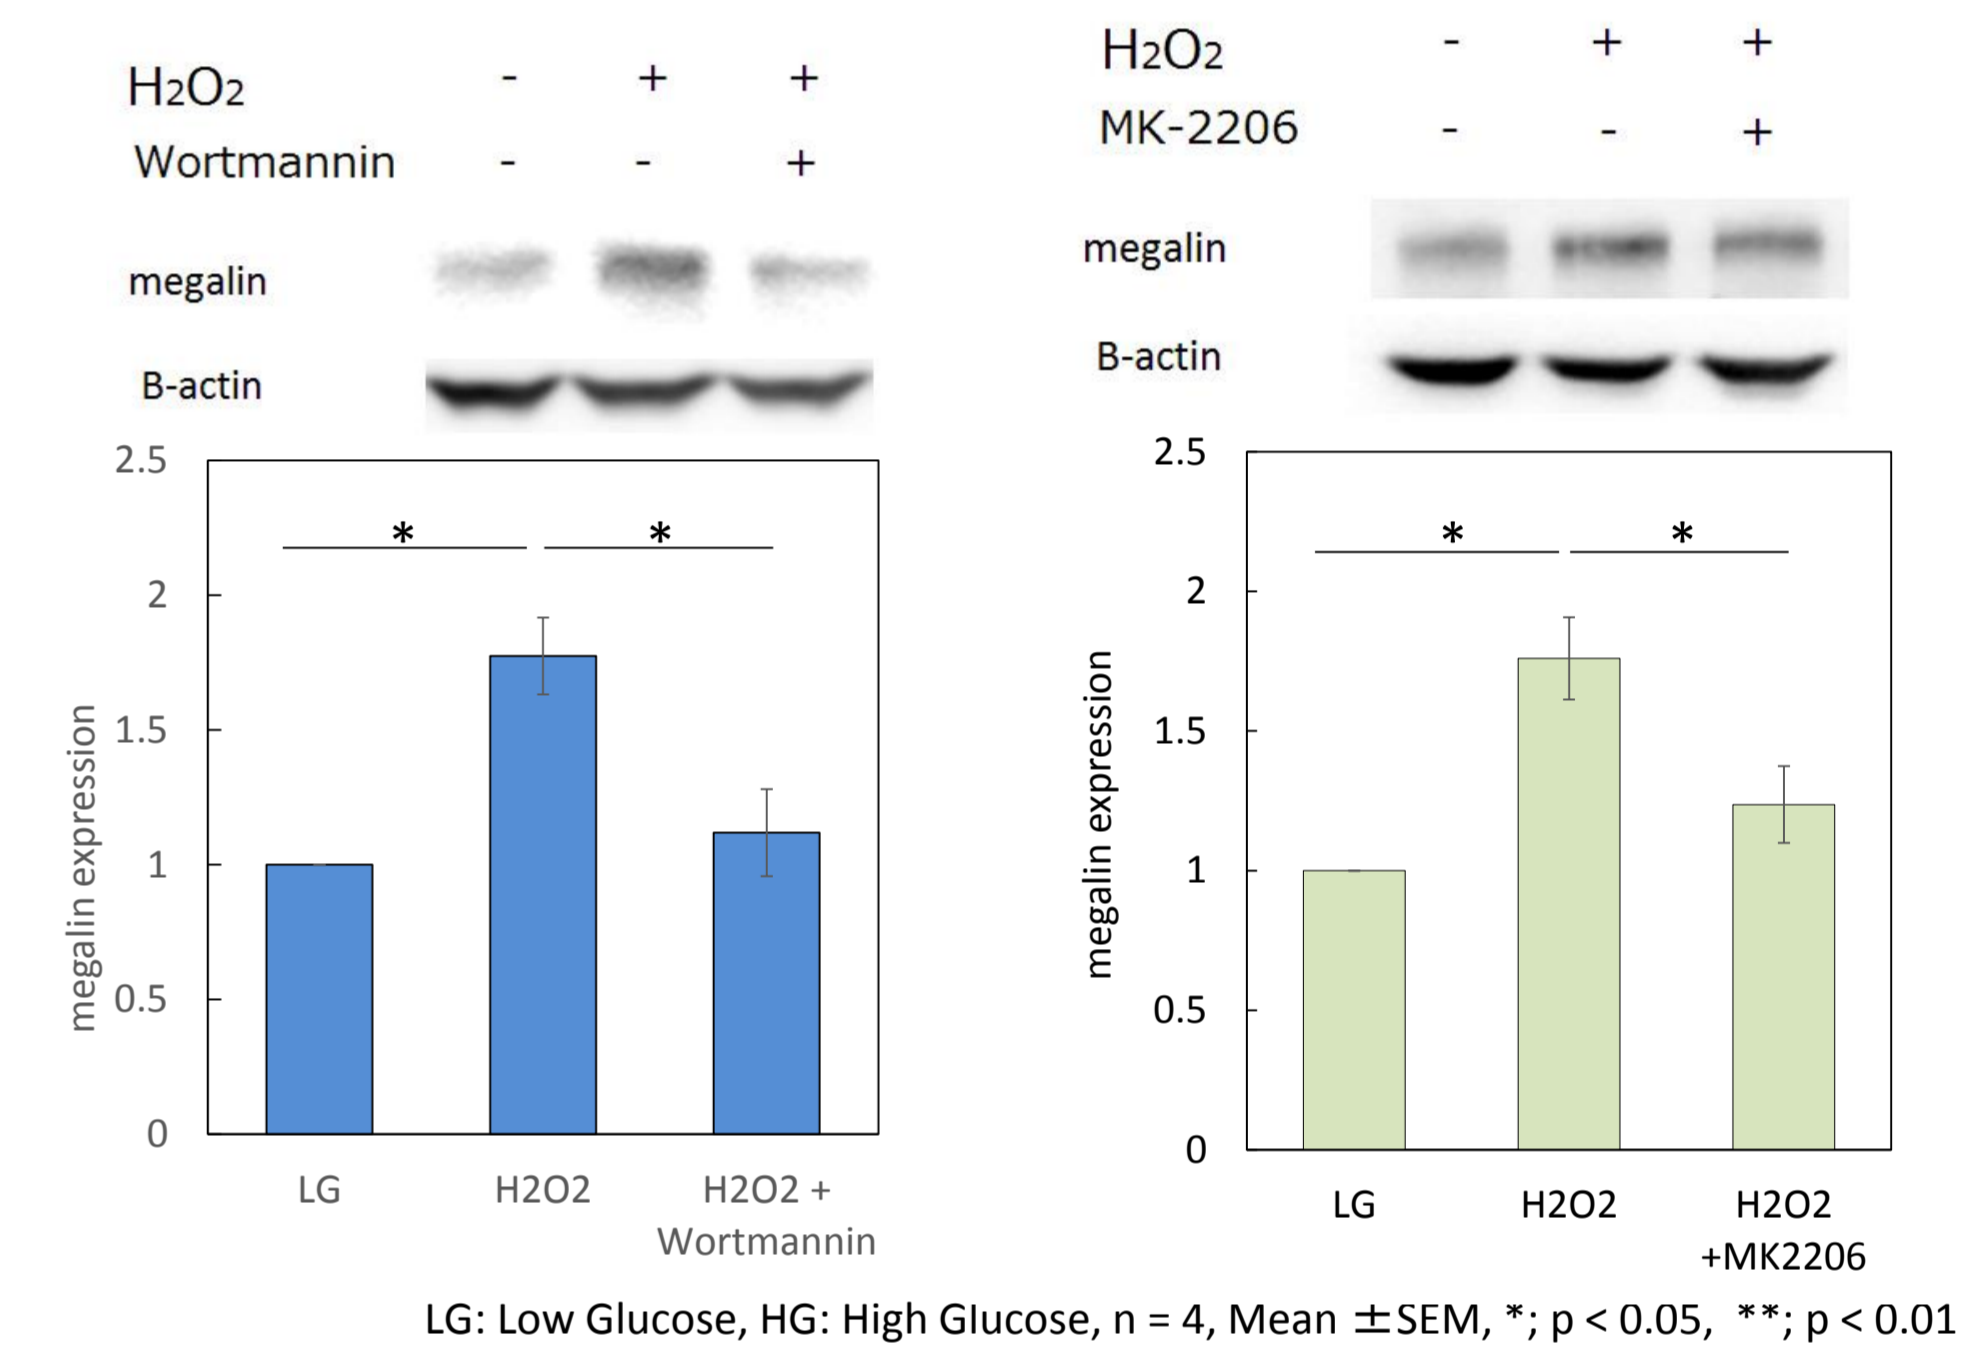 H2O2 - + +
Wortmannin - - +
megalin
B-actin
2.5
2
1.5
1
0.5
0
megalin expression
* *
LG H2O2 H2O2 +
Wortmannin
H2O2 - + +
MK-2206 - - +
megalin
B-actin
2.5
2
1.5
1
0.5
0
megalin expression
* *
LG H2O2 H2O2
+MK2206
LG: Low Glucose, HG: High Glucose, n = 4, Mean ±SEM, *; p < 0.05, **; p < 0.01